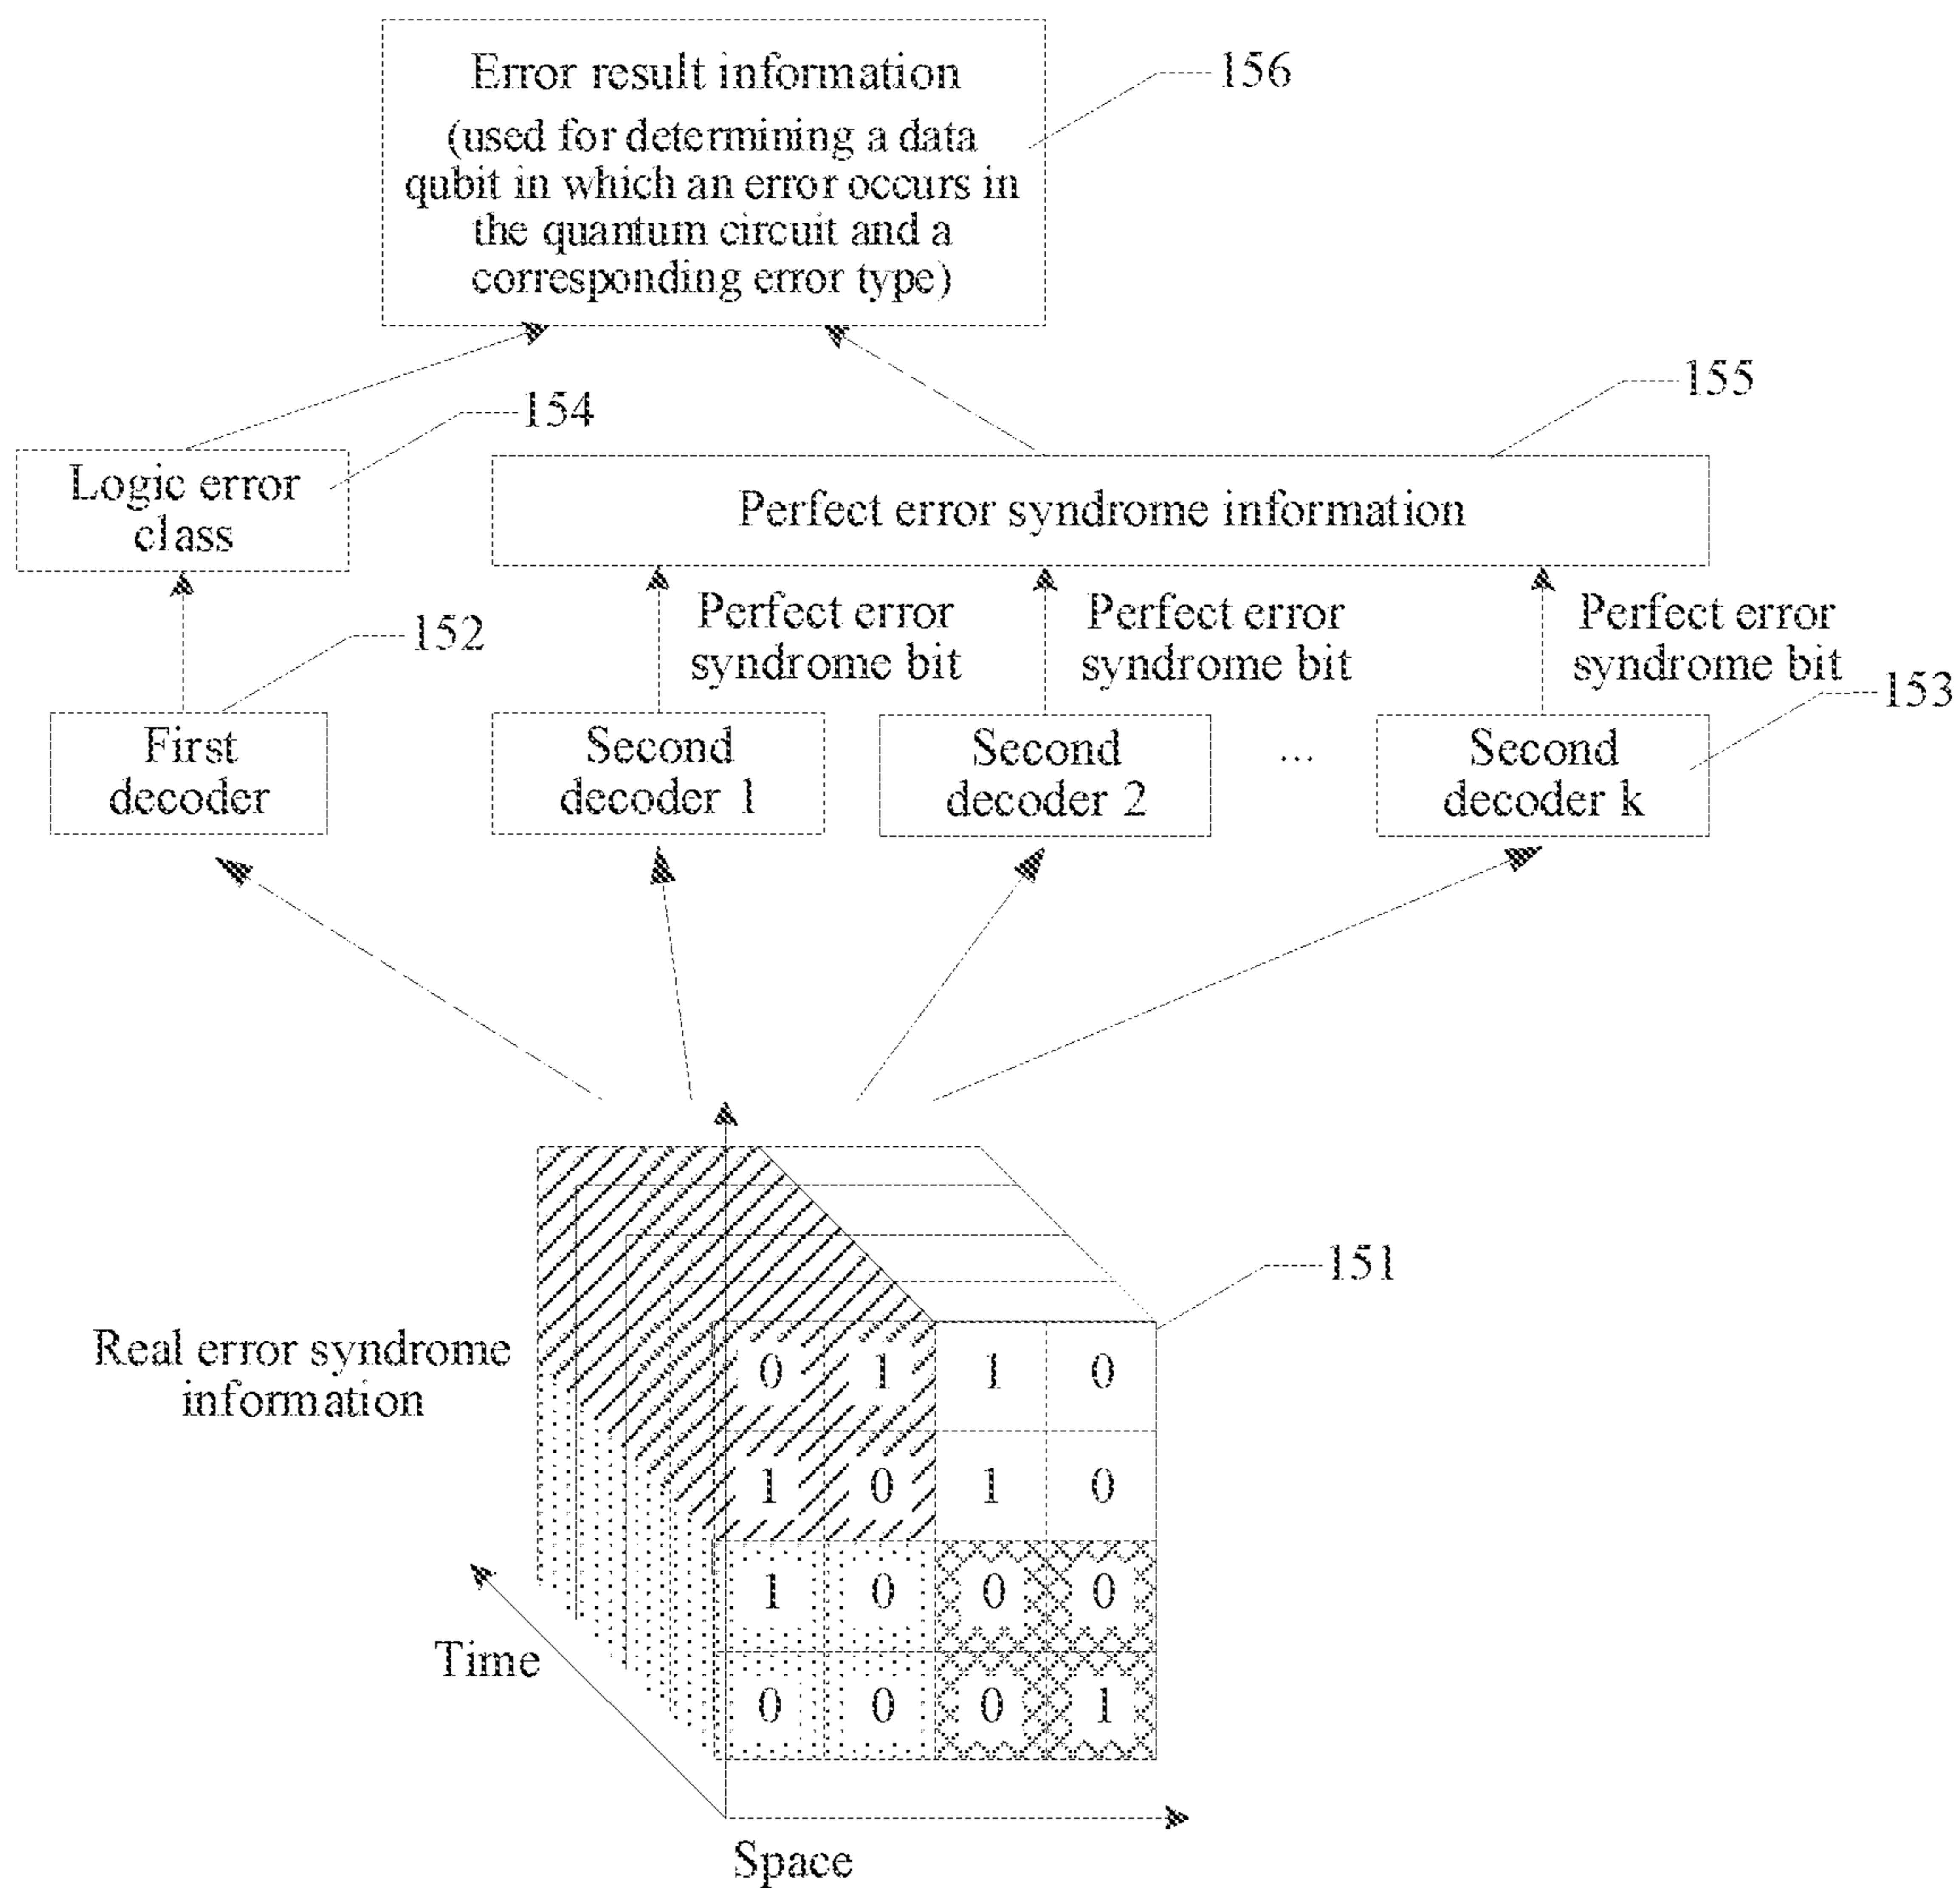 Error result information
(used for determining a data
qubit in which an error occurs in
the quantum circuit and a
corresponding error type)
156
155
154
Logic error
class
Perfect error syndrome information
152
Perfect error
syndrome bit
Perfect error
syndrome bit
Perfect error
syndrome bit
153
First
decoder
Second
decoder 1
Second
decoder 2
...
Second
decoder k
151
Real error syndrome
information
0 1 1 0
1 0 1 0
1 0 0 0
0 0 0 1
Time
Space